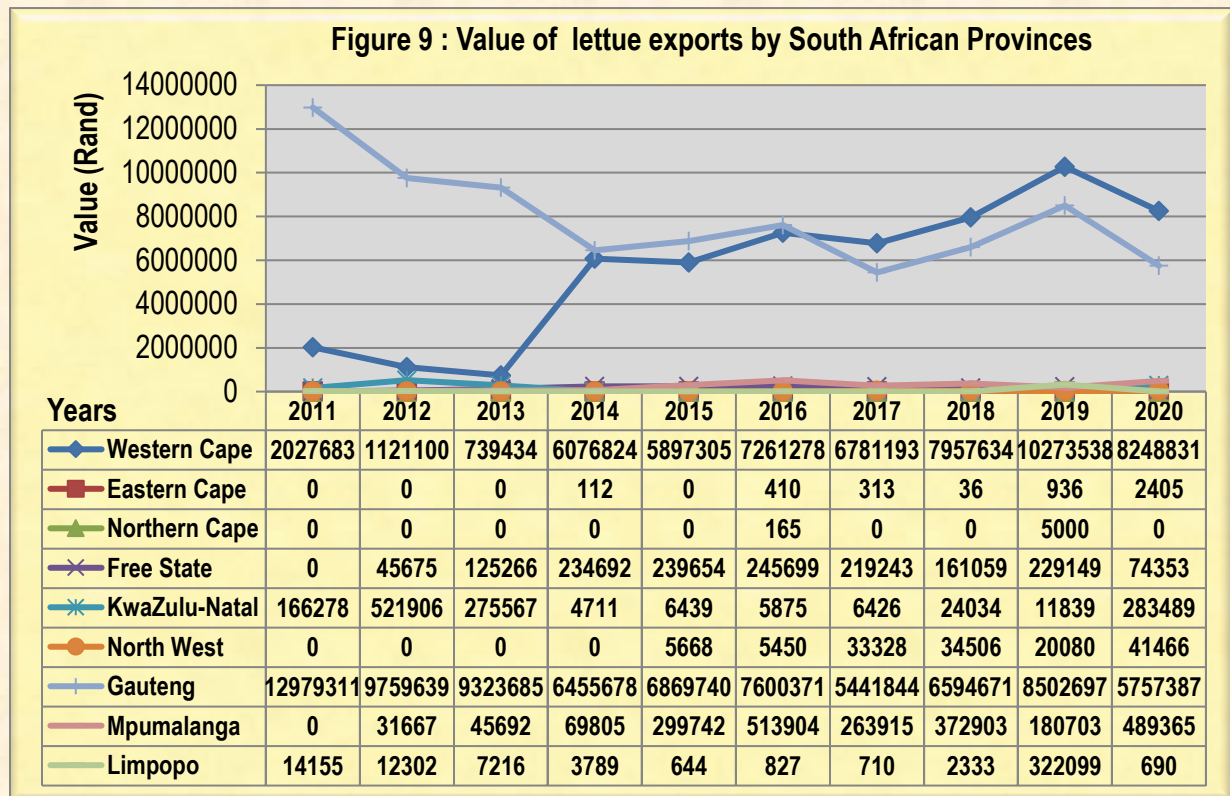 Figure 9 : Value of lettue exports by South African Provinces
Value (Rand)
14000000
12000000
10000000
8000000
6000000
4000000
2000000
0
Years 2011 2012 2013 2014 2015 2016 2017 2018 2019 2020
Western Cape 2027683 1121100 739434 6076824 5897305 7261278 6781193 7957634 10273538 8248831
Eastern Cape 0 0 0 112 0 410 313 36 936 2405
Northern Cape 0 0 0 0 0 165 0 0 5000 0
Free State 0 45675 125266 234692 239654 245699 219243 161059 229149 74353
KwaZulu-Natal 166278 521906 275567 4711 6439 5875 6426 24034 11839 283489
North West 0 0 0 0 5668 5450 33328 34506 20080 41466
Gauteng 12979311 9759639 9323685 6455678 6869740 7600371 5441844 6594671 8502697 5757387
Mpumalanga 0 31667 45692 69805 299742 513904 263915 372903 180703 489365
Limpopo 14155 12302 7216 3789 644 827 710 2333 322099 690